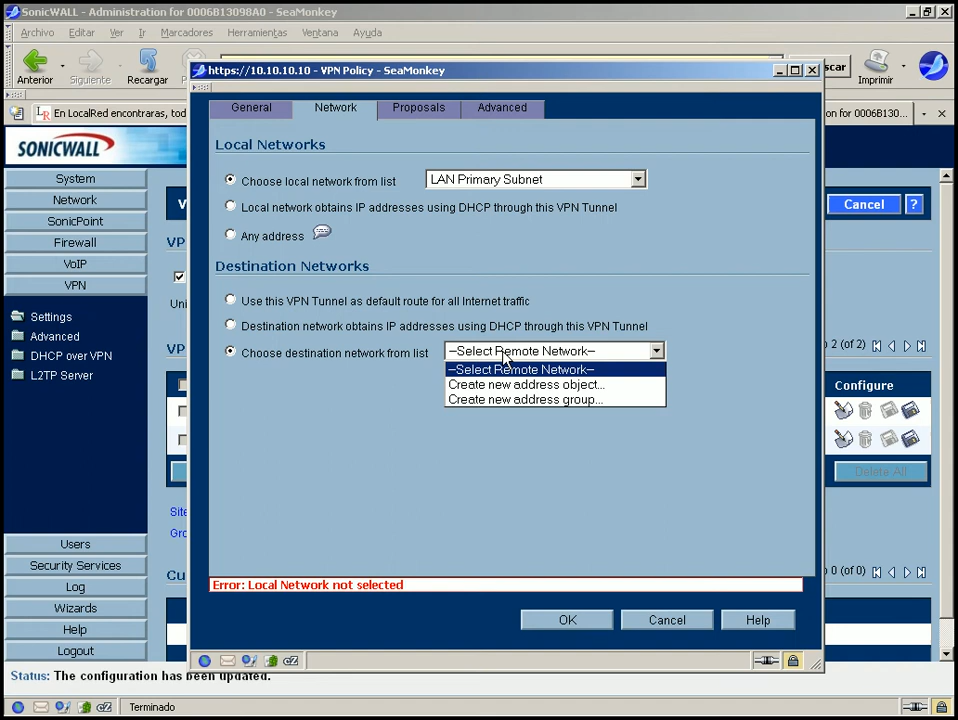 SonicWALL - Administration for 0006B13098A0 - SeaMonkey
Archivo Editar Ver Ir Marcadores Herramientas Ventana Ayuda
Anterior Siguiente Recargar Imprimir
https://10.10.10.10 - VPN Policy - SeaMonkey
LR En LocalRed encontraras, tod
on for 0006B130...
SONICWALL
General Network Proposals Advanced
System
Network
SonicPoint
Firewall
VoIP
VPN
Settings
Advanced
DHCP over VPN
L2TP Server
Users
Security Services
Log
Wizards
Help
Logout
Local Networks
Choose local network from list LAN Primary Subnet
Local network obtains IP addresses using DHCP through this VPN Tunnel
Any address
Destination Networks
Use this VPN Tunnel as default route for all Internet traffic
Destination network obtains IP addresses using DHCP through this VPN Tunnel
Choose destination network from list --Select Remote Network--
--Select Remote Network--
Create new address object...
Create new address group...
Error: Local Network not selected
OK Cancel Help
Cancel ?
2 (of 2)
Configure
Delete All
0 (of 0)
Status: The configuration has been updated.
Terminado